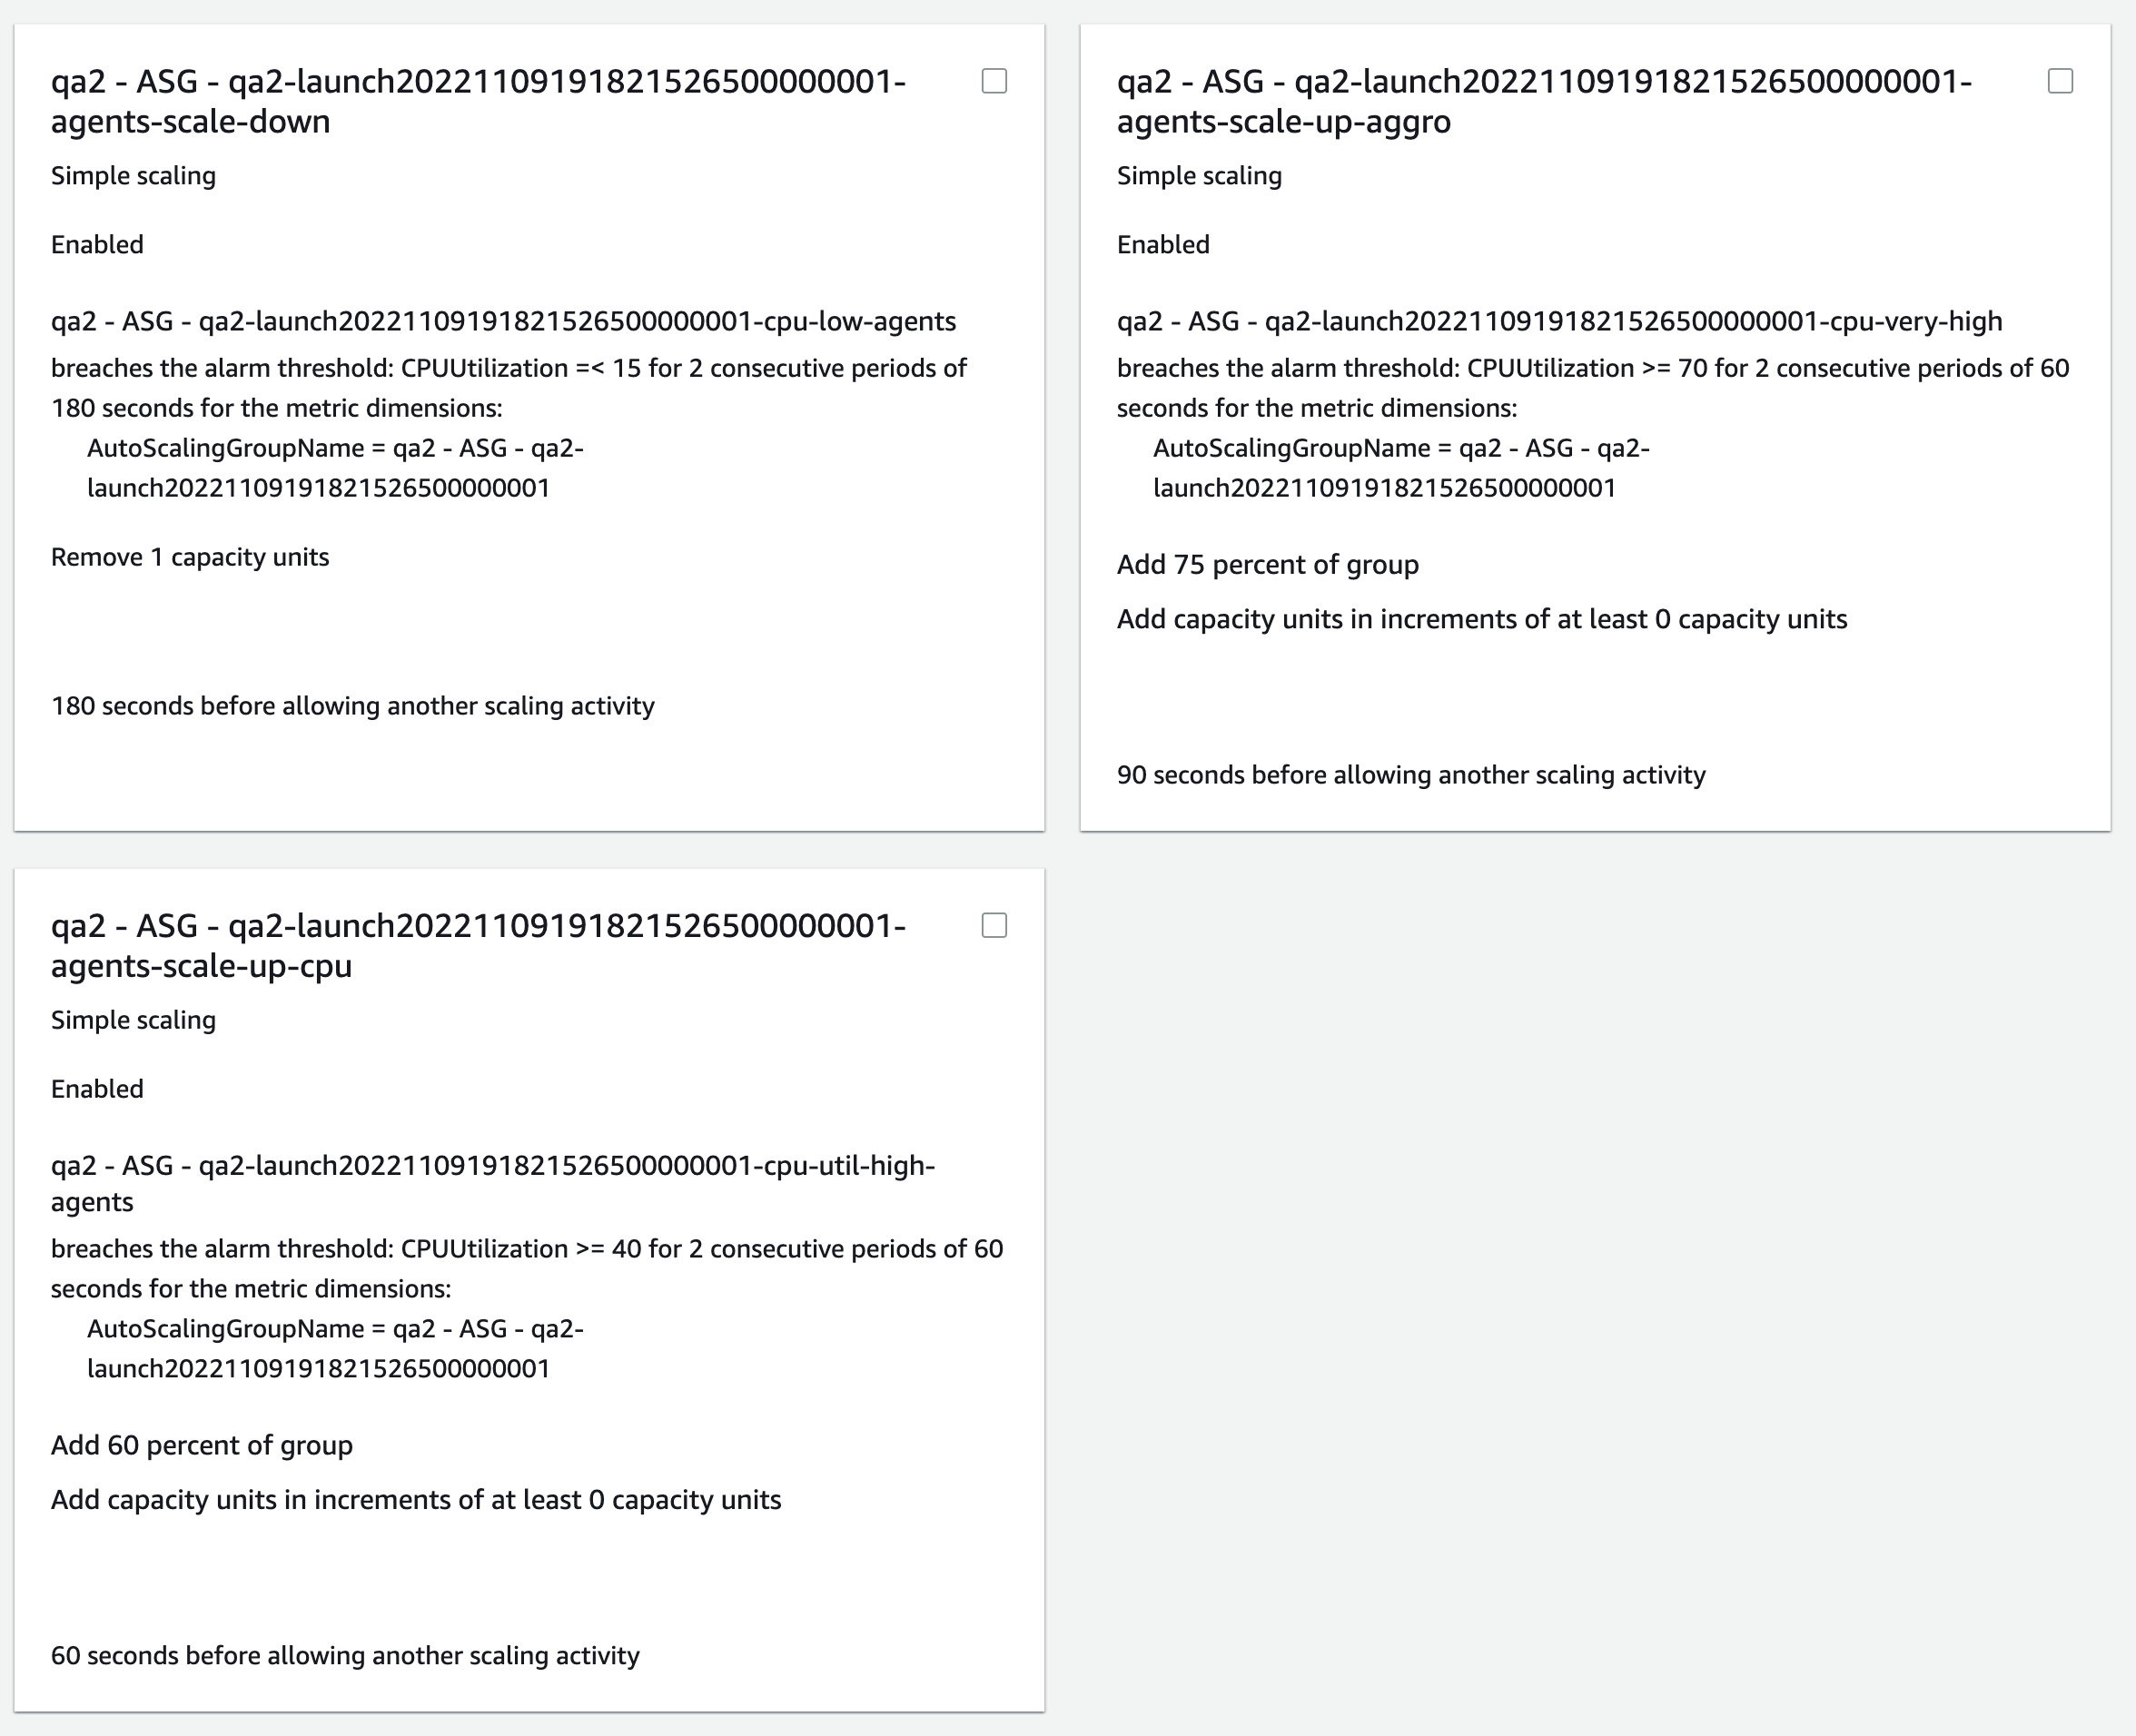 qa2 - ASG - qa2-launch20221109191821526500000001-
agents-scale-down
Simple scaling
Enabled
qa2 - ASG - qa2-launch20221109191821526500000001-cpu-low-agents
breaches the alarm threshold: CPUUtilization =< 15 for 2 consecutive periods of
180 seconds for the metric dimensions:
AutoScalingGroupName = qa2 - ASG - qa2-
launch20221109191821526500000001
Remove 1 capacity units
180 seconds before allowing another scaling activity
qa2 - ASG - qa2-launch20221109191821526500000001-
agents-scale-up-aggro
Simple scaling
Enabled
qa2 - ASG - qa2-launch20221109191821526500000001-cpu-very-high
breaches the alarm threshold: CPUUtilization >= 70 for 2 consecutive periods of 60
seconds for the metric dimensions:
AutoScalingGroupName = qa2 - ASG - qa2-
launch20221109191821526500000001
Add 75 percent of group
Add capacity units in increments of at least 0 capacity units
90 seconds before allowing another scaling activity
qa2 - ASG - qa2-launch20221109191821526500000001-
agents-scale-up-cpu
Simple scaling
Enabled
qa2 - ASG - qa2-launch20221109191821526500000001-cpu-util-high-
agents
breaches the alarm threshold: CPUUtilization >= 40 for 2 consecutive periods of 60
seconds for the metric dimensions:
AutoScalingGroupName = qa2 - ASG - qa2-
launch20221109191821526500000001
Add 60 percent of group
Add capacity units in increments of at least 0 capacity units
60 seconds before allowing another scaling activity